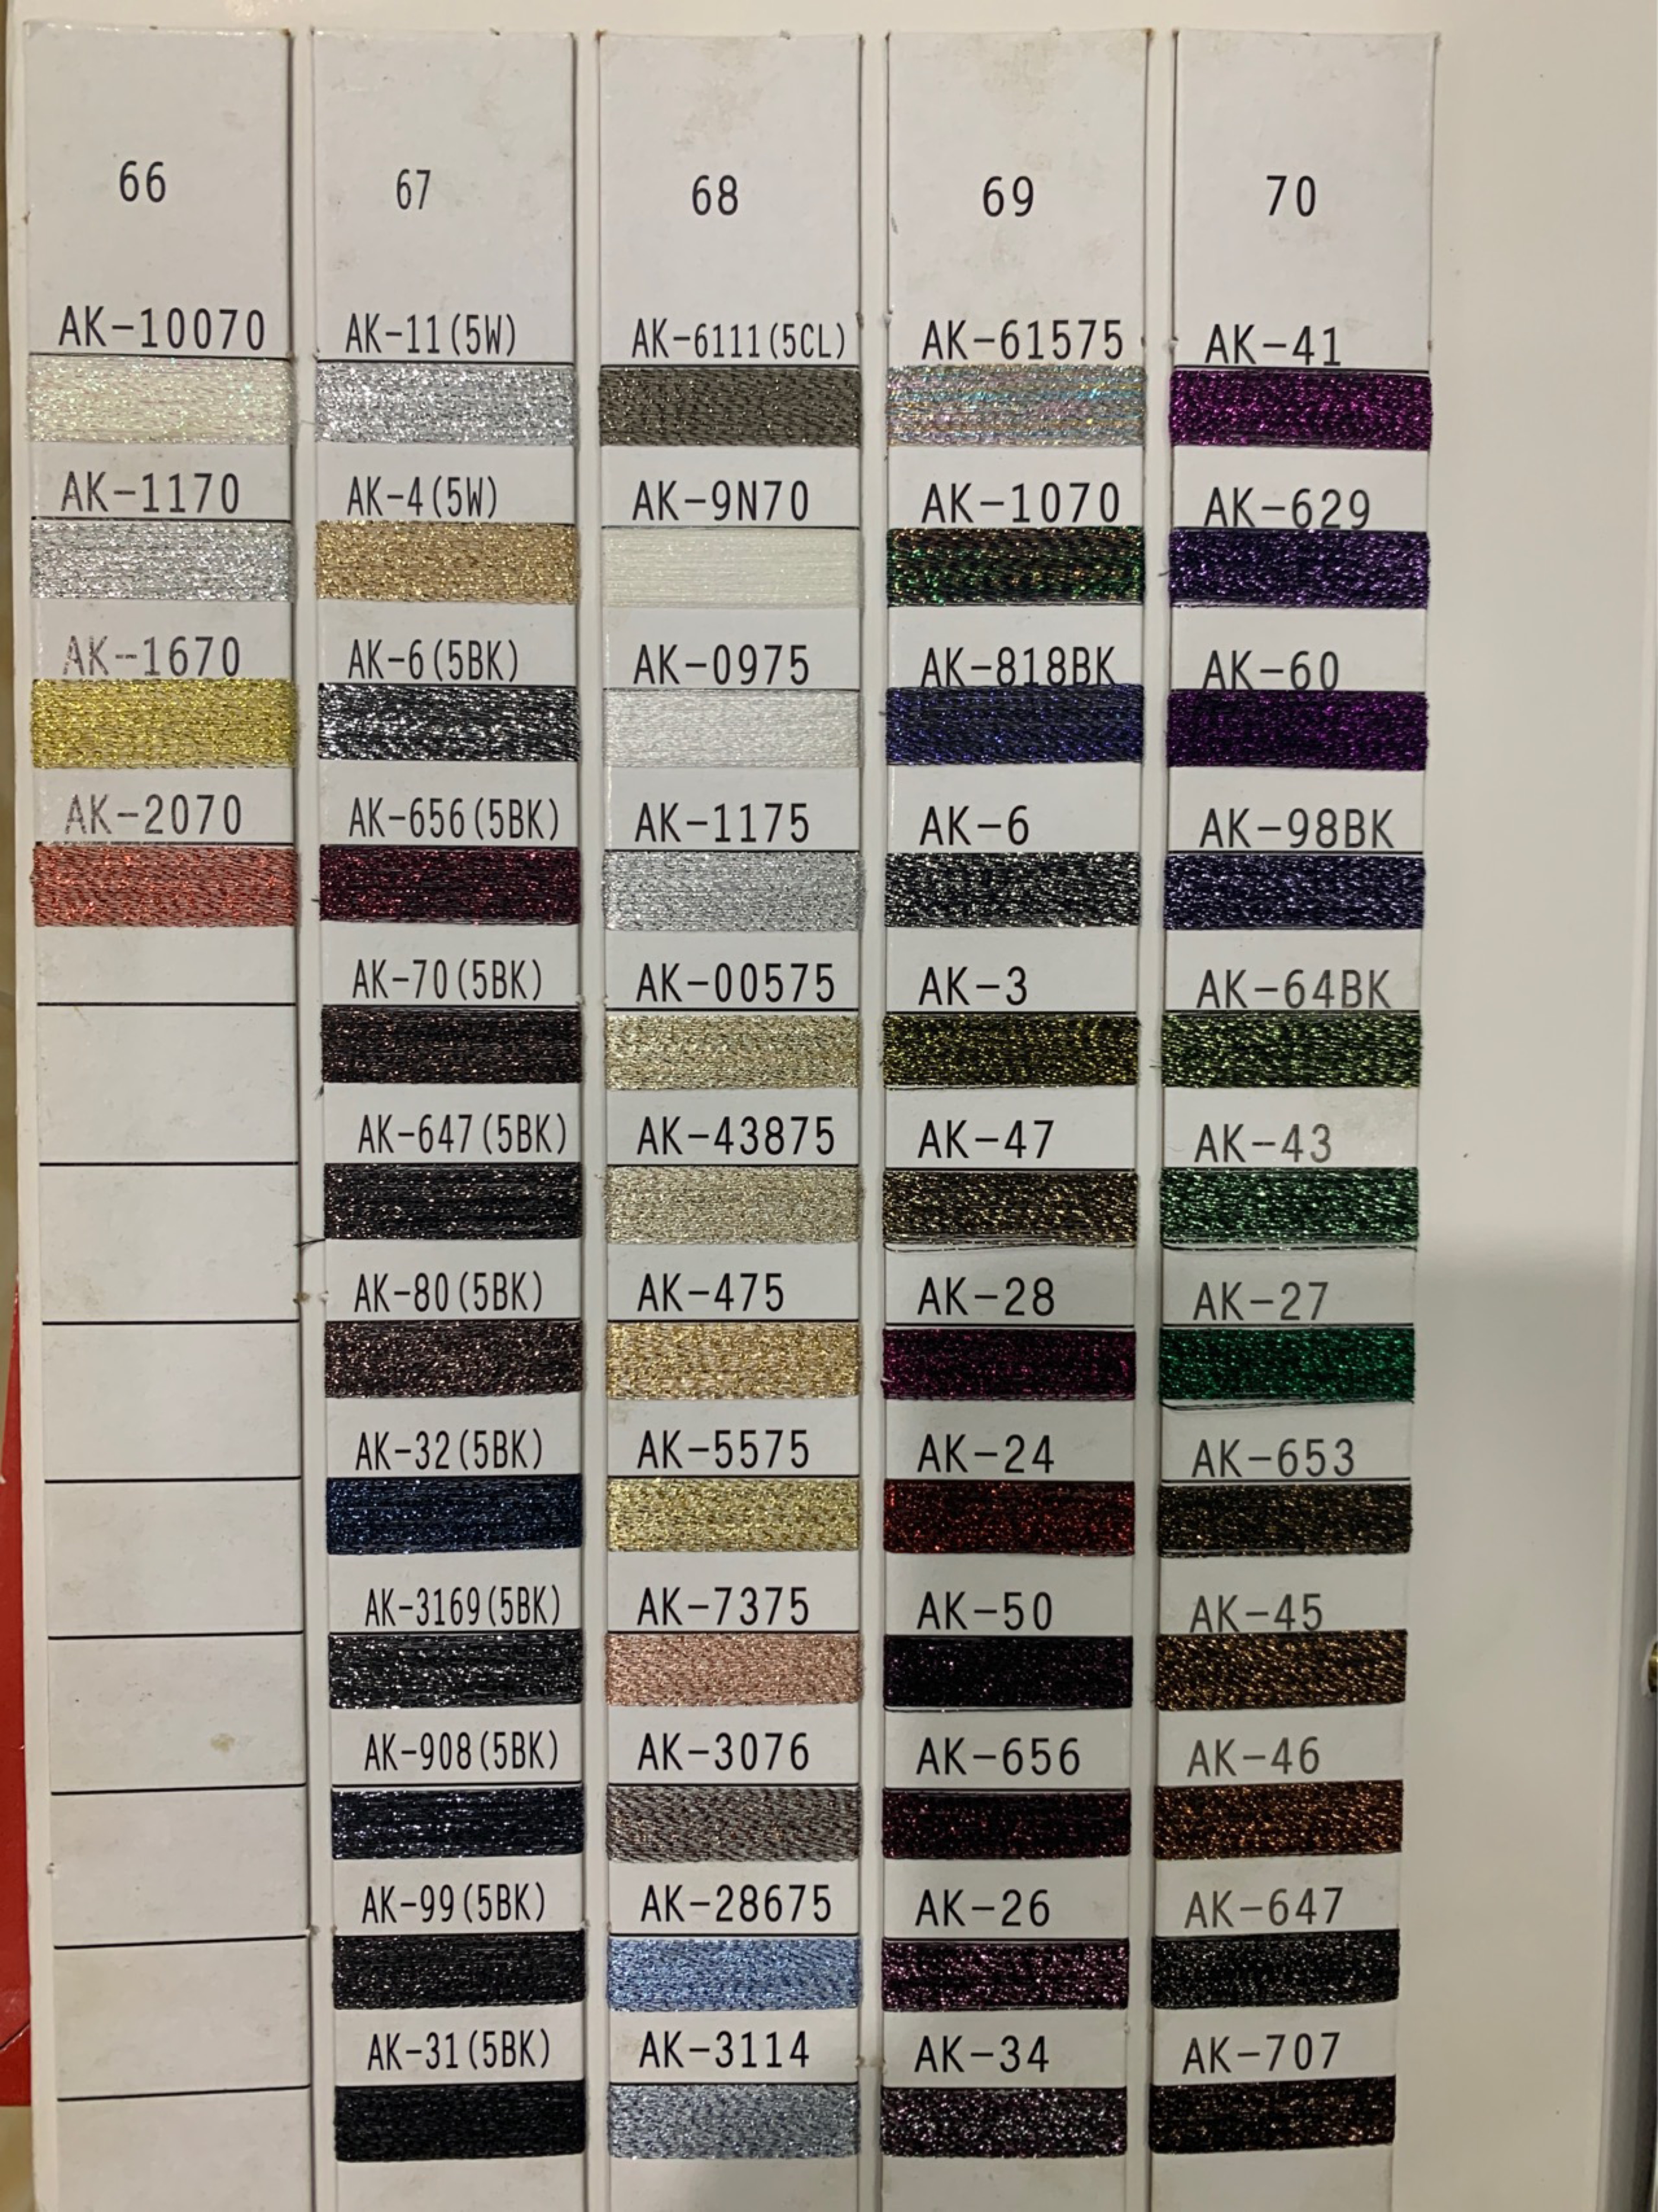 66
AK-10070
AK-1170
AK-1670
AK-2070
67
AK-11(5W)
AK-4(5W)
AK-6(5BK)
AK-656(5BK)
AK-70(5BK)
AK-647(5BK)
AK-80(5BK)
AK-32(5BK)
AK-3169(5BK)
AK-908(5BK)
AK-99(5BK)
AK-31(5BK)
68
AK-6111(5CL)
AK-9N70
AK-0975
AK-1175
AK-00575
AK-43875
AK-475
AK-5575
AK-7375
AK-3076
AK-28675
AK-3114
69
AK-61575
AK-1070
AK-818BK
AK-6
AK-3
AK-47
AK-28
AK-24
AK-50
AK-656
AK-26
AK-34
70
AK-41
AK-629
AK-60
AK-98BK
AK-64BK
AK-43
AK-27
AK-653
AK-45
AK-46
AK-647
AK-707